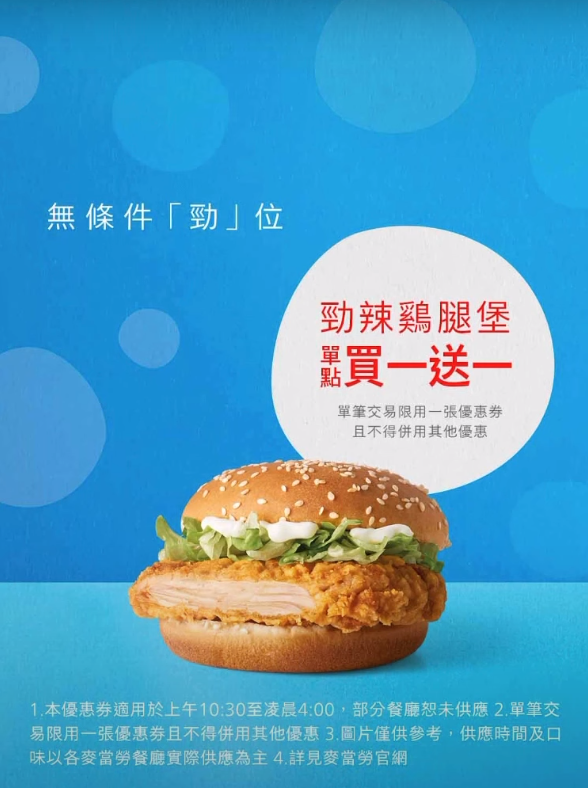 無條件「勁」位
勁辣鷄腿堡
單點買一送一
單筆交易限用一張優惠券
且不得併用其他優惠
1.本優惠券適用於上午10:30至凌晨4:00，部分餐廳恕未供應 2.單筆交
易限用一張優惠券且不得併用其他優惠 3.圖片僅供參考，供應時間及口
味以各麥當勞餐廳實際供應為主 4.詳見麥當勞官網